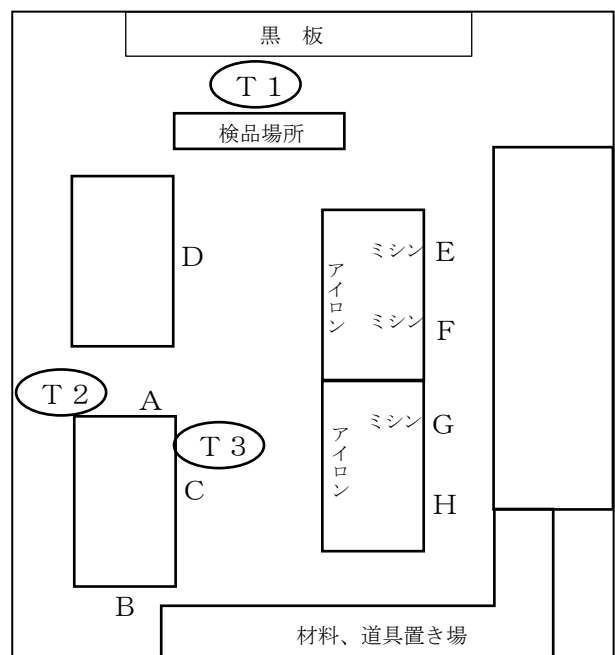 黒 板
T 1
検品場所
D
アイロン
ミシン E
ミシン F
T 2
A
T 3
C
B
アイロン
ミシン G
H
材料、道具置き場